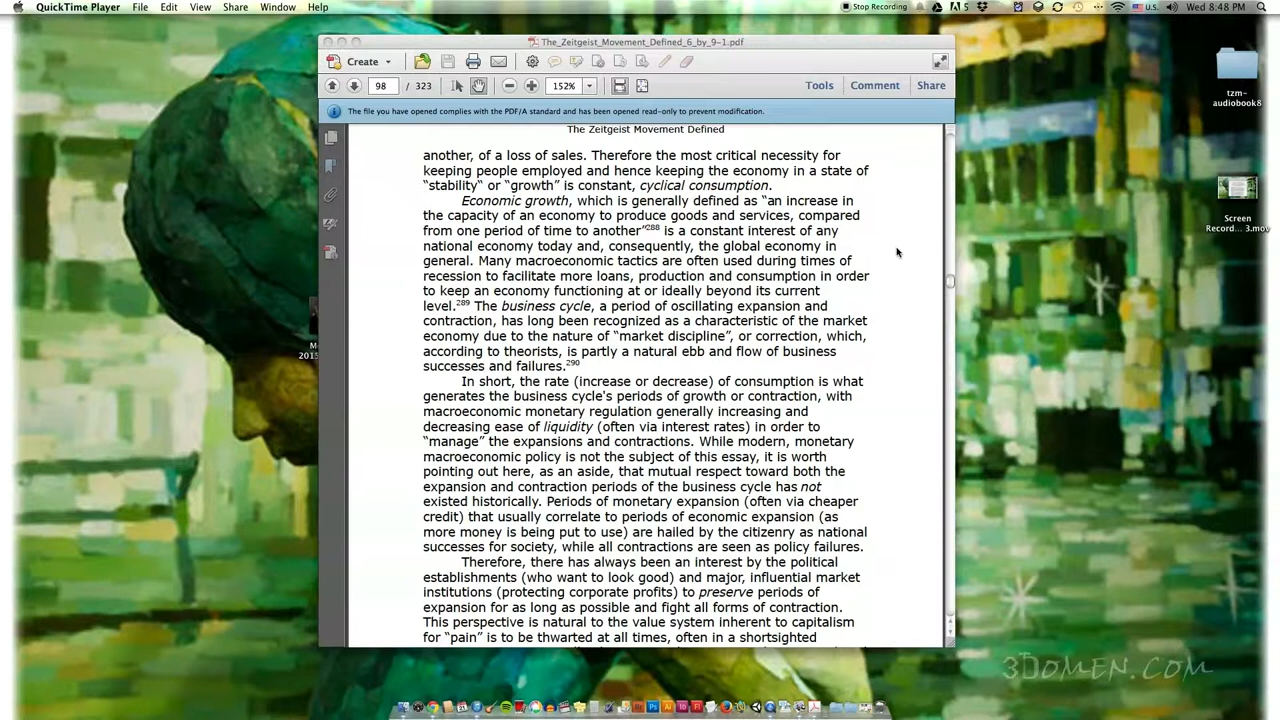 QuickTime Player File Edit View Share Window Help Stop Recording 5 U.S. Wed 8:48 PM
The_Zeitgeist_Movement_Defined_6_by_9-1.pdf
Create
98 / 323 152% Tools Comment Share
The file you have opened complies with the PDF/A standard and has been opened read-only to prevent modification.
The Zeitgeist Movement Defined
another, of a loss of sales. Therefore the most critical necessity for
keeping people employed and hence keeping the economy in a state of
“stability“ or “growth” is constant, cyclical consumption.
Economic growth, which is generally defined as “an increase in
the capacity of an economy to produce goods and services, compared
from one period of time to another”288 is a constant interest of any
national economy today and, consequently, the global economy in
general. Many macroeconomic tactics are often used during times of
recession to facilitate more loans, production and consumption in order
to keep an economy functioning at or ideally beyond its current
level.289 The business cycle, a period of oscillating expansion and
contraction, has long been recognized as a characteristic of the market
economy due to the nature of “market discipline”, or correction, which,
according to theorists, is partly a natural ebb and flow of business
successes and failures.290
In short, the rate (increase or decrease) of consumption is what
generates the business cycle's periods of growth or contraction, with
macroeconomic monetary regulation generally increasing and
decreasing ease of liquidity (often via interest rates) in order to
“manage” the expansions and contractions. While modern, monetary
macroeconomic policy is not the subject of this essay, it is worth
pointing out here, as an aside, that mutual respect toward both the
expansion and contraction periods of the business cycle has not
existed historically. Periods of monetary expansion (often via cheaper
credit) that usually correlate to periods of economic expansion (as
more money is being put to use) are hailed by the citizenry as national
successes for society, while all contractions are seen as policy failures.
Therefore, there has always been an interest by the political
establishments (who want to look good) and major, influential market
institutions (protecting corporate profits) to preserve periods of
expansion for as long as possible and fight all forms of contraction.
This perspective is natural to the value system inherent to capitalism
for “pain” is to be thwarted at all times, often in a shortsighted
tzm-
audiobook8
Screen
Record... 3.mov
3DOMEN.COM